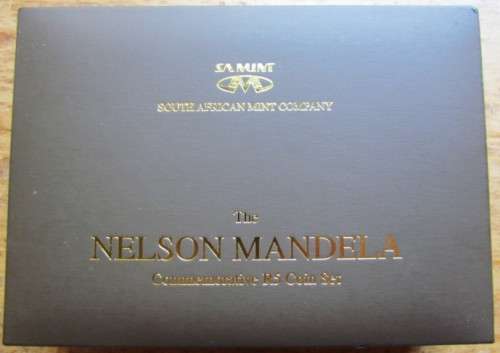 SA MINT
SOUTH AFRICAN MINT COMPANY
The
NELSON MANDELA
Commemorative R5 Coin Set